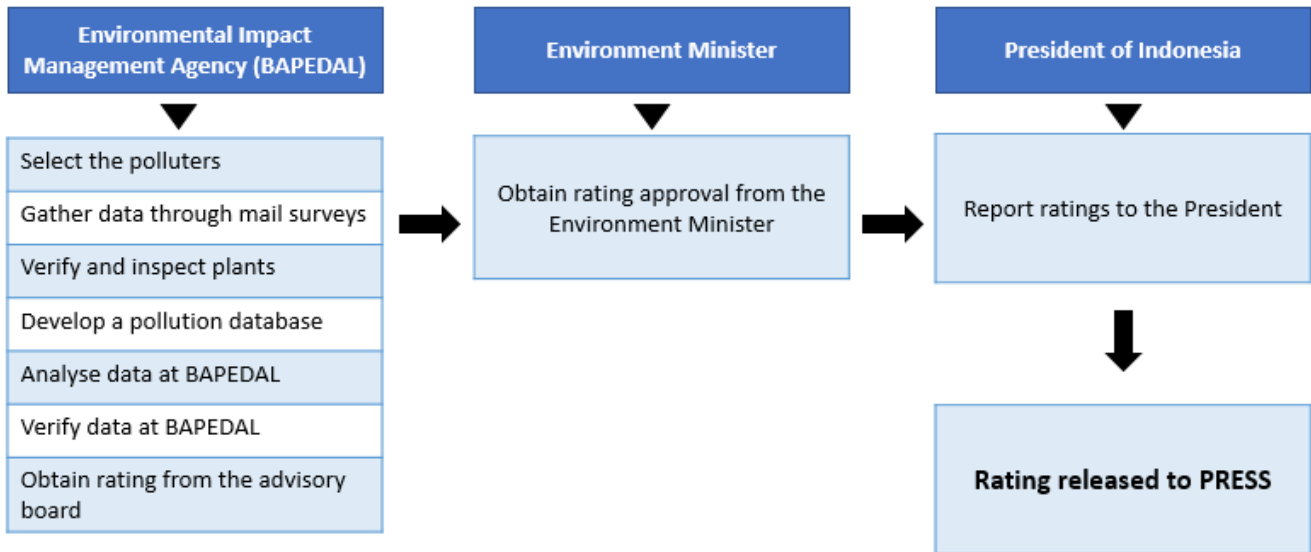 Environmental Impact
Management Agency (BAPEDAL)
Select the polluters
Gather data through mail surveys
Verify and inspect plants
Develop a pollution database
Analyse data at BAPEDAL
Verify data at BAPEDAL
Obtain rating from the advisory
board
Environment Minister
Obtain rating approval from the
Environment Minister
President of Indonesia
Report ratings to the President
Rating released to PRESS